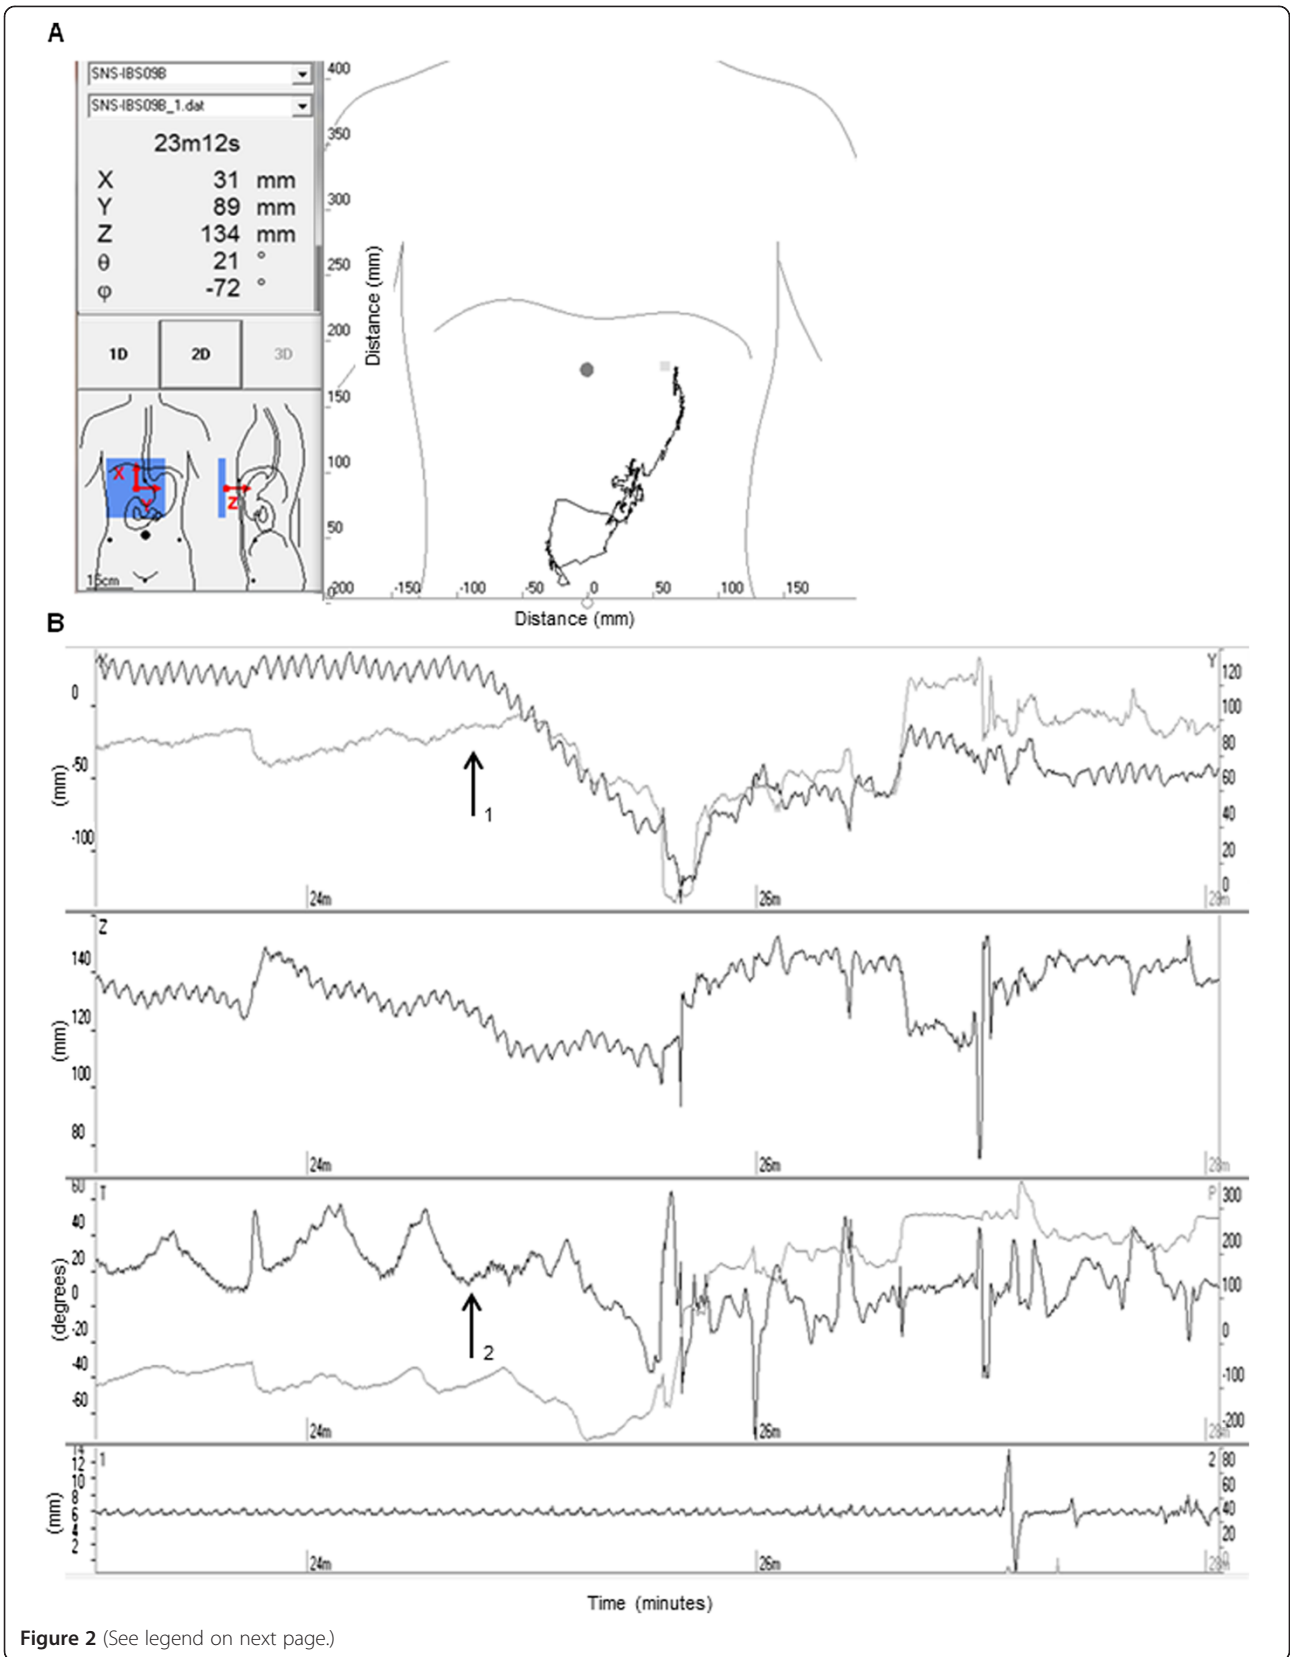 A
SNS-IBS09B
SNS-IBS09B_1.dat
23m12s
X 31 mm
Y 89 mm
Z 134 mm
θ 21 °
φ -72 °
1D 2D 3D
X
Y
Z
15cm
400
350
300
250
200
150
100
50
Distance (mm)
-150 -100 -50 0 50 100 150
Distance (mm)
B
Y
0
-50
-100
(mm)
120
100
80
60
40
20
0
1
24m 26m
Z
140
120
100
80
(mm)
24m 26m
T P
60
40
20
0
-20
-40
-60
(degrees)
300
200
100
0
-100
-200
2
24m 26m
1 2
14
12
10
8
6
4
2
(mm)
80
60
40
20
24m 26m
Time (minutes)
Figure 2 (See legend on next page.)